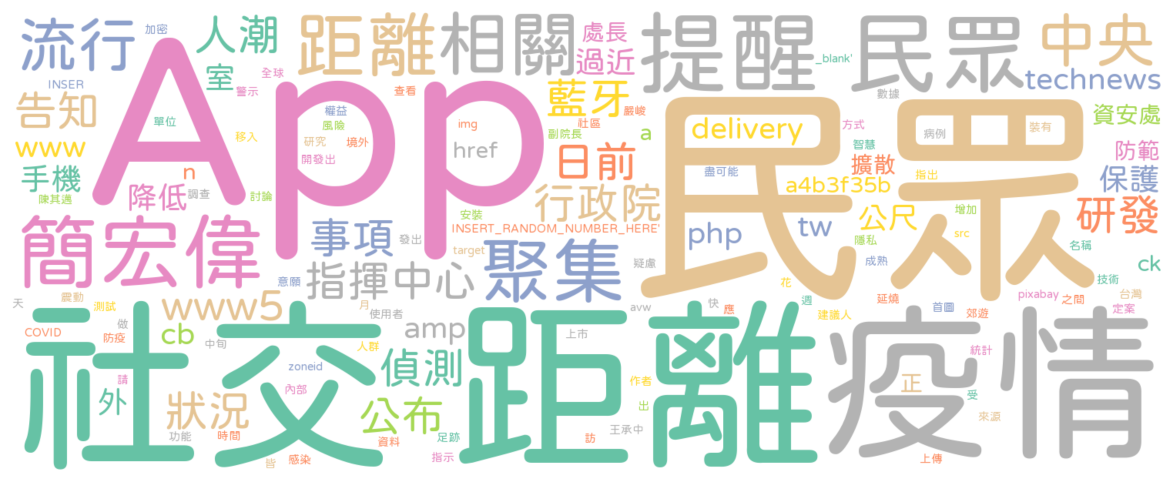 流行
加密
人潮
距離
相關
處長
過近
提醒
_blank'
民眾
中央
technews
INSER
室
全球
警示
查看
藍牙
嚴峻
數據
告知
單位
權益
風險
img
社區
副院長
a
delivery
方式
病例
裝有
資安處
www
移入
研究
境外
開發出
href
日前
智慧
擴散
指出
防範
手機
n
盡可能
a4b3f35b
保護
App
民眾
陳其邁
降低
調查
討論
行政院
安裝
公尺
增加
研發
簡宏偉
事項
發出
INSERT_RANDOM_NUMBER_HERE'
php
tw
隱私
src
名稱
target
聚集
疑慮
成熟
技術
ck
指揮中心
意願
花
天
震動
測試
www5
月
使用者
avw
快
應
週
建議人
延燒
首圖
pixabay
之間
台灣
定案
郊遊
COVID
做
防疫
cb
中旬
amp
上市
人群
統計
社交距離
疫情
請
zoneid
偵測
內部
作者
正
受
外
狀況
公布
出
來源
功能
時間
資料
足跡
訪
王承中
皆
感染
指示
上傳